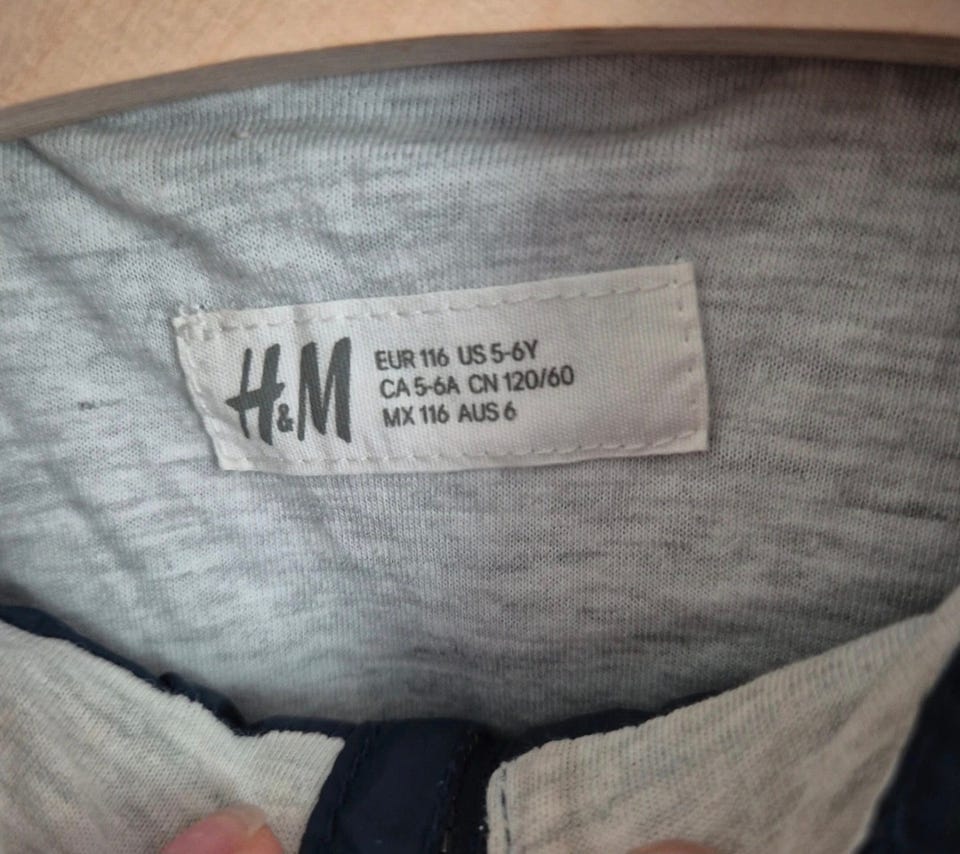 H&M
EUR 116 US 5-6Y
CA 5-6A CN 120/60
MX 116 AUS 6